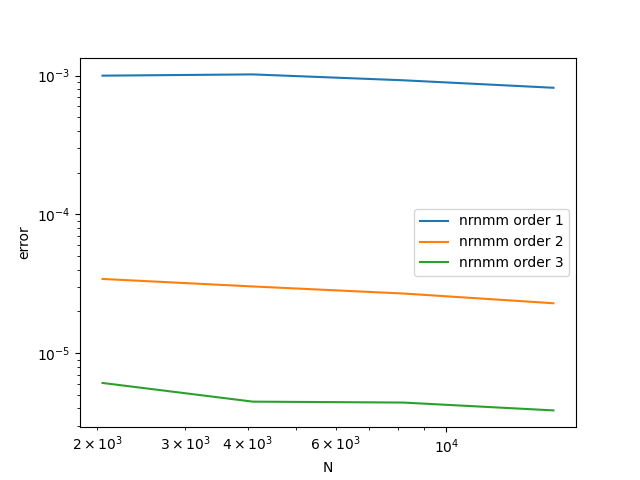 10⁻³
10⁻⁴
10⁻⁵
error
nrnmm order 1
nrnmm order 2
nrnmm order 3
2 × 10³
3 × 10³
4 × 10³
6 × 10³
10⁴
N